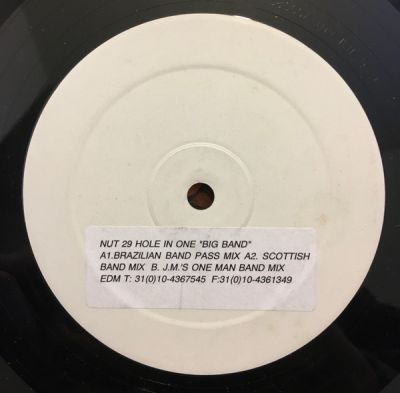 NUT 29 HOLE IN ONE "BIG BAND"
A1.BRAZILIAN BAND PASS MIX A2. SCOTTISH
BAND MIX B. J.M.'S ONE MAN BAND MIX
EDM T: 31(0)10-4367545 F:31(0)10-4361349